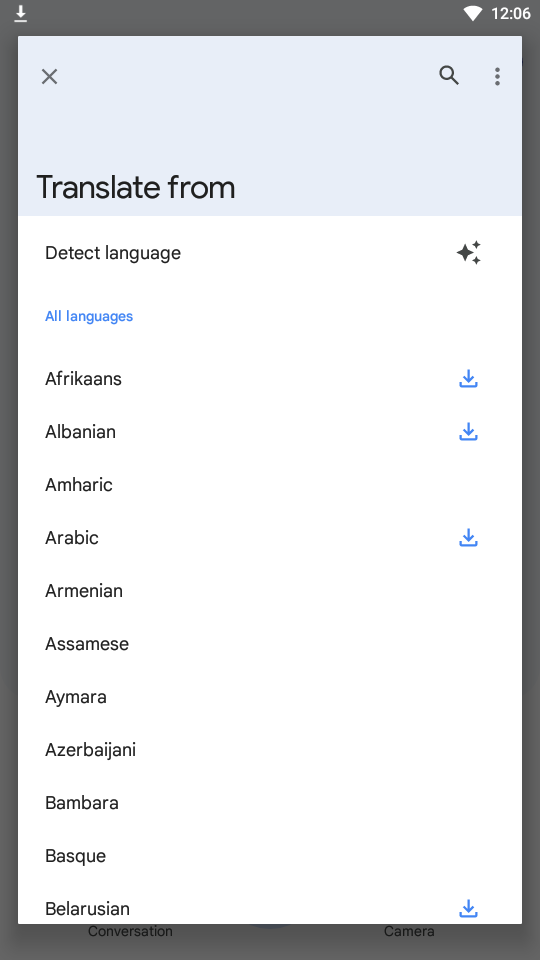 12:06
Translate from
Detect language
All languages
Afrikaans
Albanian
Amharic
Arabic
Armenian
Assamese
Aymara
Azerbaijani
Bambara
Basque
Belarusian
Conversation
Camera